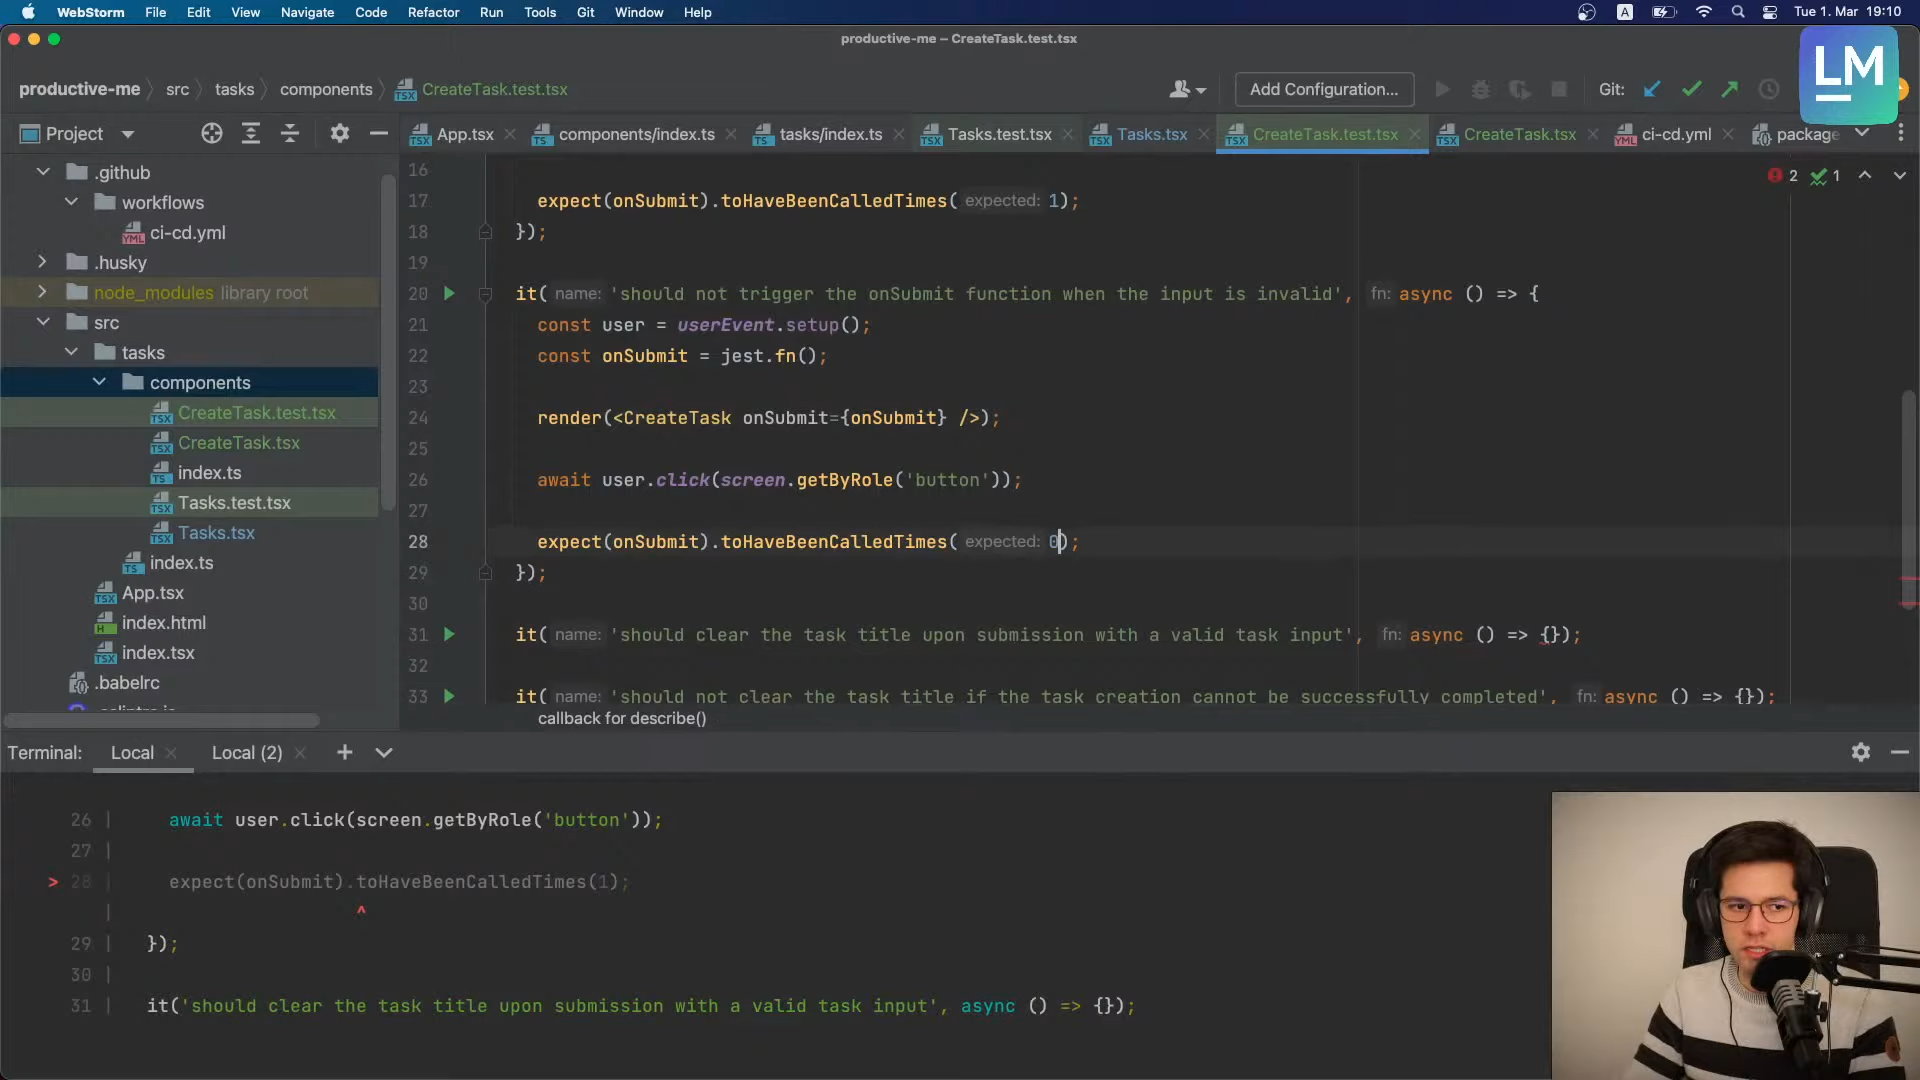 WebStorm File Edit View Navigate Code Refactor Run Tools Git Window Help A Tue 1. Mar 19:10
productive-me – CreateTask.test.tsx
LM
productive-me src tasks components CreateTask.test.tsx Add Configuration... Git:
Project App.tsx components/index.ts tasks/index.ts Tasks.test.tsx Tasks.tsx CreateTask.test.tsx CreateTask.tsx ci-cd.yml package
.github
workflows
ci-cd.yml
.husky
node_modules library root
src
tasks
components
CreateTask.test.tsx
CreateTask.tsx
index.ts
Tasks.test.tsx
Tasks.tsx
index.ts
App.tsx
index.html
index.tsx
.babelrc
2 1
16
17 expect(onSubmit).toHaveBeenCalledTimes( expected: 1);
18 });
19
20 it( name: 'should not trigger the onSubmit function when the input is invalid', fn: async () => {
21 const user = userEvent.setup();
22 const onSubmit = jest.fn();
23
24 render(<CreateTask onSubmit={onSubmit} />);
25
26 await user.click(screen.getByRole('button'));
27
28 expect(onSubmit).toHaveBeenCalledTimes( expected: 0);
29 });
30
31 it( name: 'should clear the task title upon submission with a valid task input', fn: async () => {});
32
33 it( name: 'should not clear the task title if the task creation cannot be successfully completed', fn: async () => {});
callback for describe()
Terminal: Local Local (2)
26 | await user.click(screen.getByRole('button'));
27 |
> 28 | expect(onSubmit).toHaveBeenCalledTimes(1);
| ^
29 | });
30 |
31 | it('should clear the task title upon submission with a valid task input', async () => {});